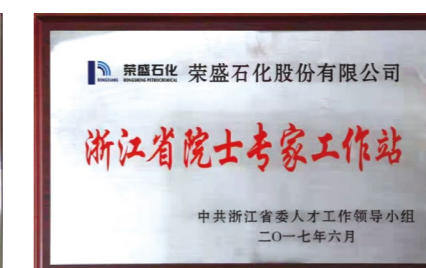 荣盛石化 荣盛石化股份有限公司
浙江省院士专家工作站
中共浙江省委人才工作领导小组
二〇一七年六月